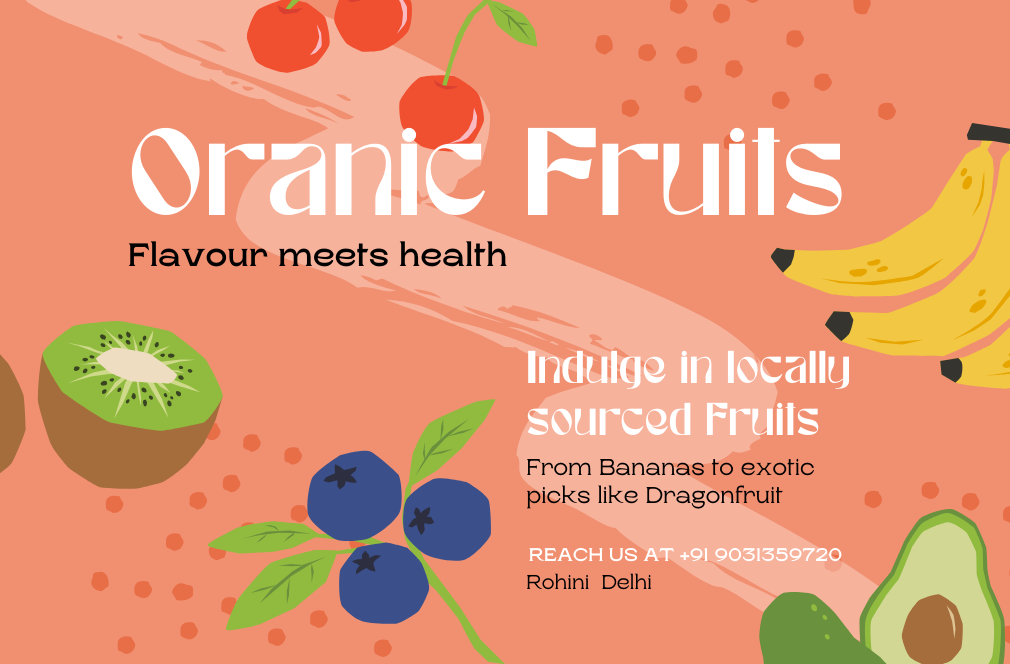 Oranic Fruits
Flavour meets health
Indulge in locally
sourced Fruits
From Bananas to exotic
picks like Dragonfruit
REACH US AT +91 9031359720
Rohini Delhi